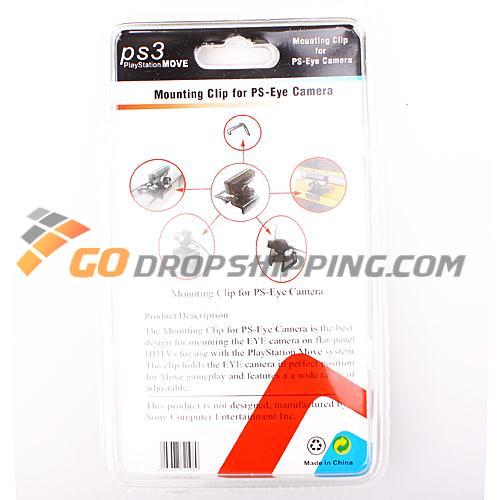 ps3
PlayStation MOVE
Mounting Clip
for
PS-Eye Camera
Mounting Clip for PS-Eye Camera
GODROPSHIPPING.COM
Mounting Clip for PS-Eye Camera
Product Description
The Mounting Clip for PS-Eye Camera is the best
design for mounting the EYE camera on flat-panel
HDTVs for use with the PlayStation Move system.
The clip holds the EYE camera in perfect position
for Move gameplay and features a a wide range of
adjustable.
This product is not designed, manufactured by
Sony Computer Entertainment Inc.
Made in China